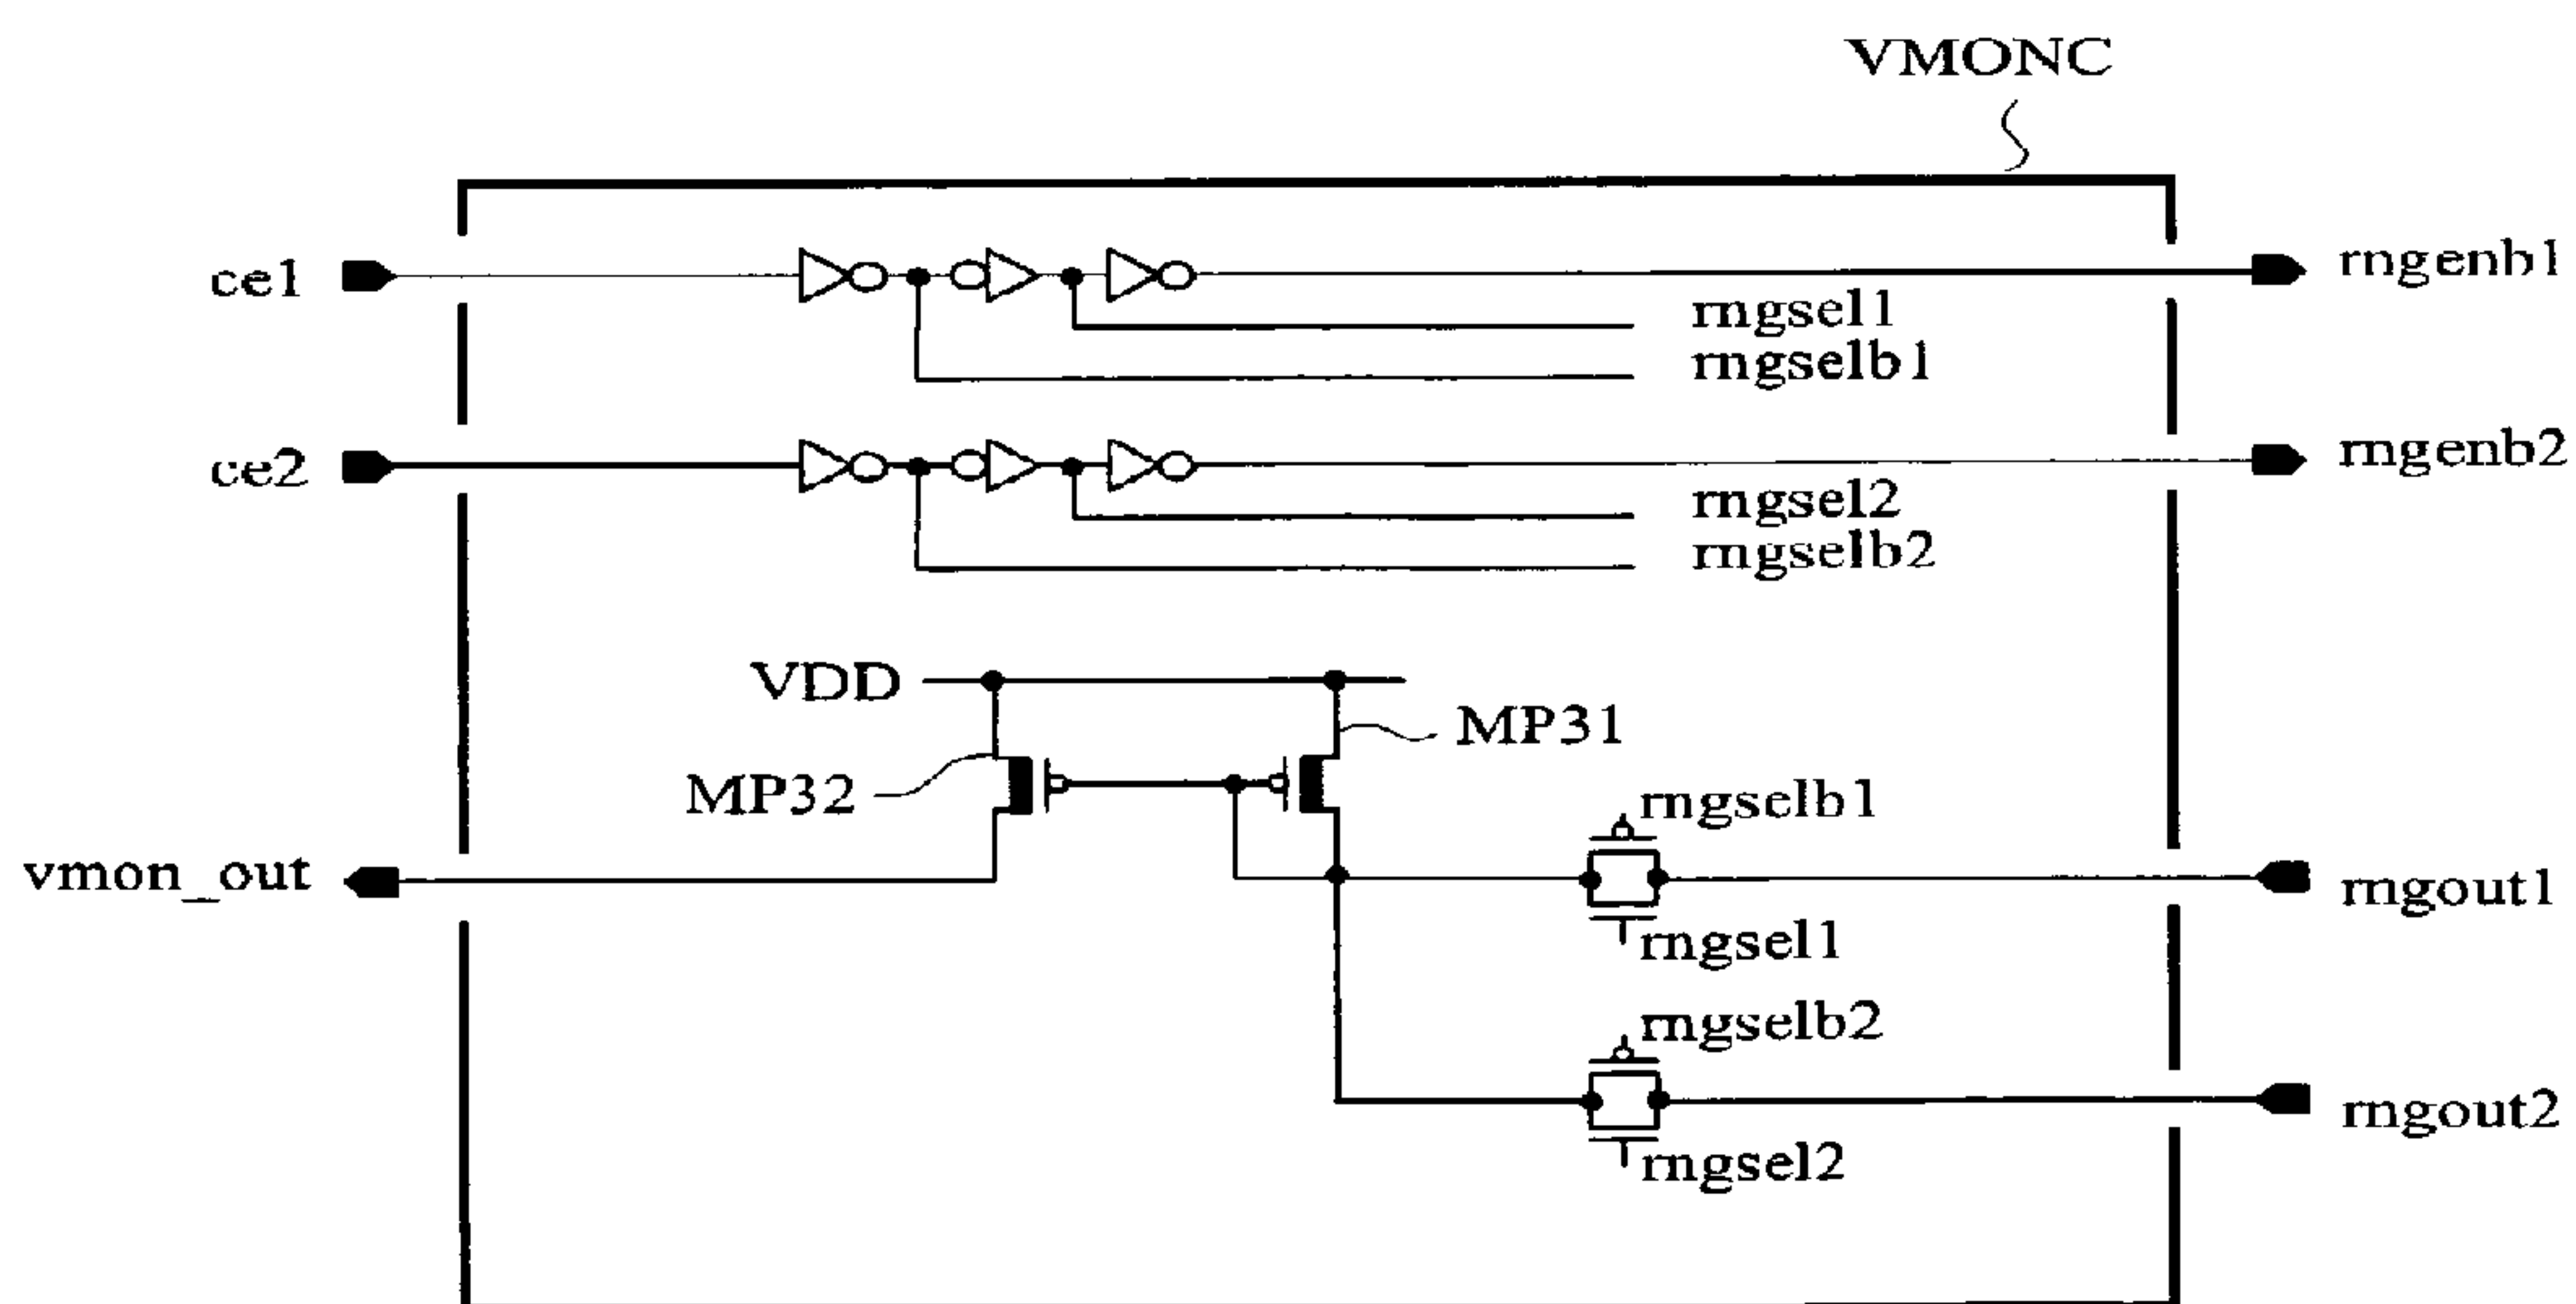 VMONC
ce1
rngenb1
rngsel1
rngselb1
ce2
rngenb2
rngsel2
rngselb2
VDD
MP31
MP32
rngselb1
vmon_out
rngout1
rngsel1
rngselb2
rngout2
rngsel2